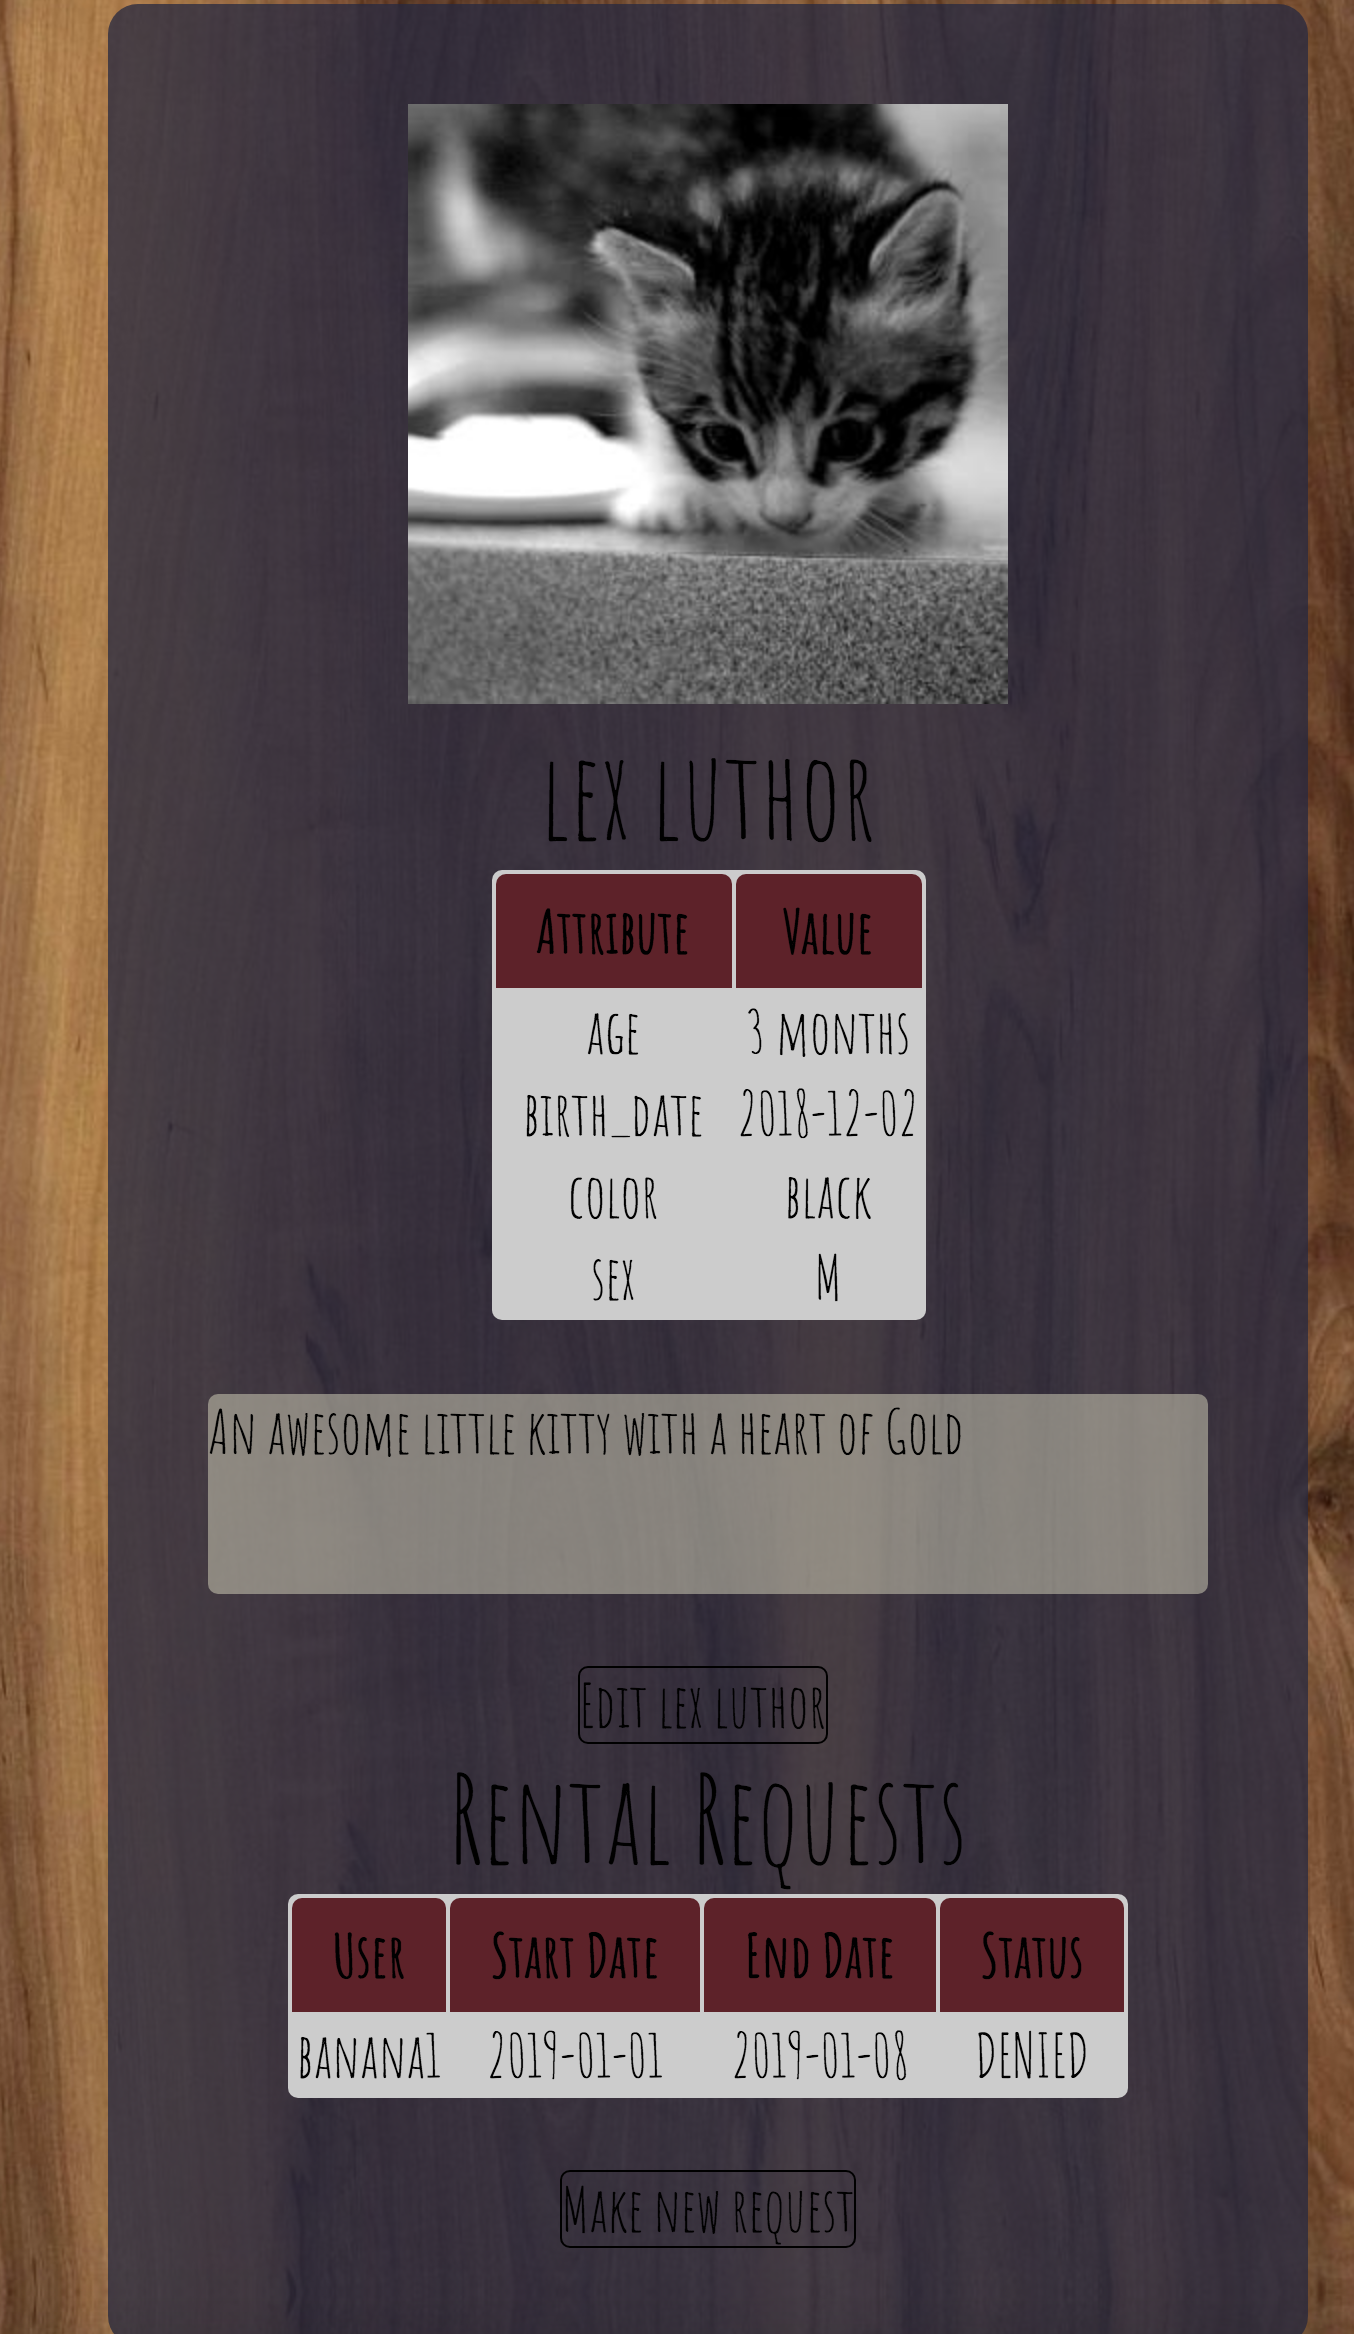 LEX LUTHOR
Attribute Value
AGE 3 MONTHS
BIRTH_DATE 2018-12-02
COLOR BLACK
SEX M
An awesome little kitty with a heart of Gold
Edit lex luthor
Rental Requests
User Start Date End Date Status
banana1 2019-01-01 2019-01-08 DENIED
Make new request